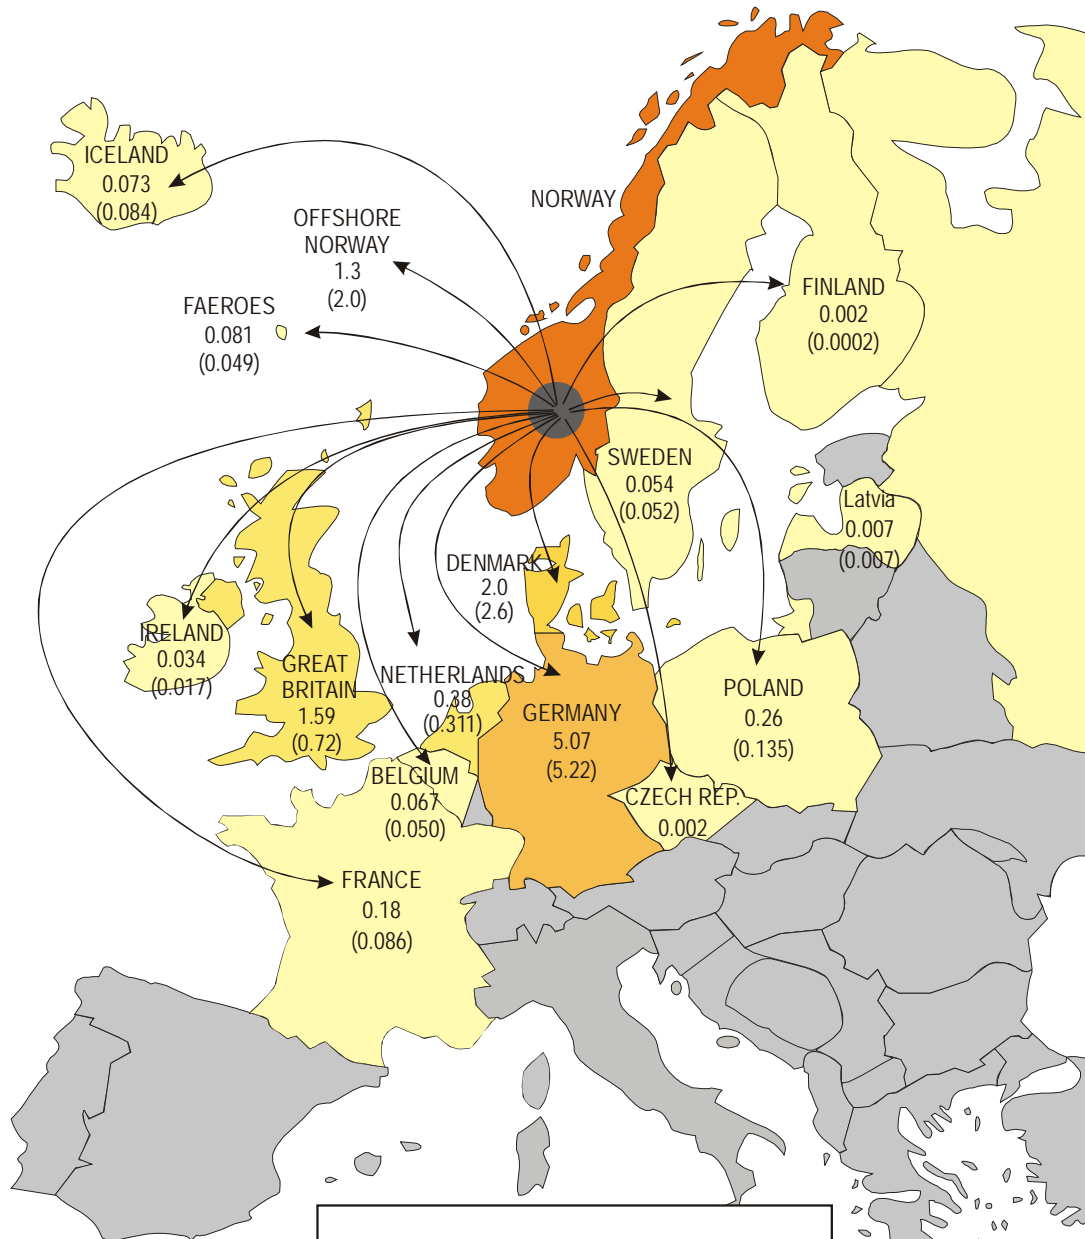 ICELAND
0.073
(0.084)
OFFSHORE
NORWAY
1.3
(2.0)
NORWAY
FAEROES
0.081
(0.049)
FINLAND
0.002
(0.0002)
SWEDEN
0.054
(0.052)
Latvia
0.007
(0.007)
DENMARK
2.0
(2.6)
IRELAND
0.034
(0.017)
GREAT
BRITAIN
1.59
(0.72)
NETHERLANDS
0.38
(0.311)
GERMANY
5.07
(5.22)
POLAND
0.26
(0.135)
BELGIUM
0.067
(0.050)
CZECH REP.
0.002
FRANCE
0.18
(0.086)